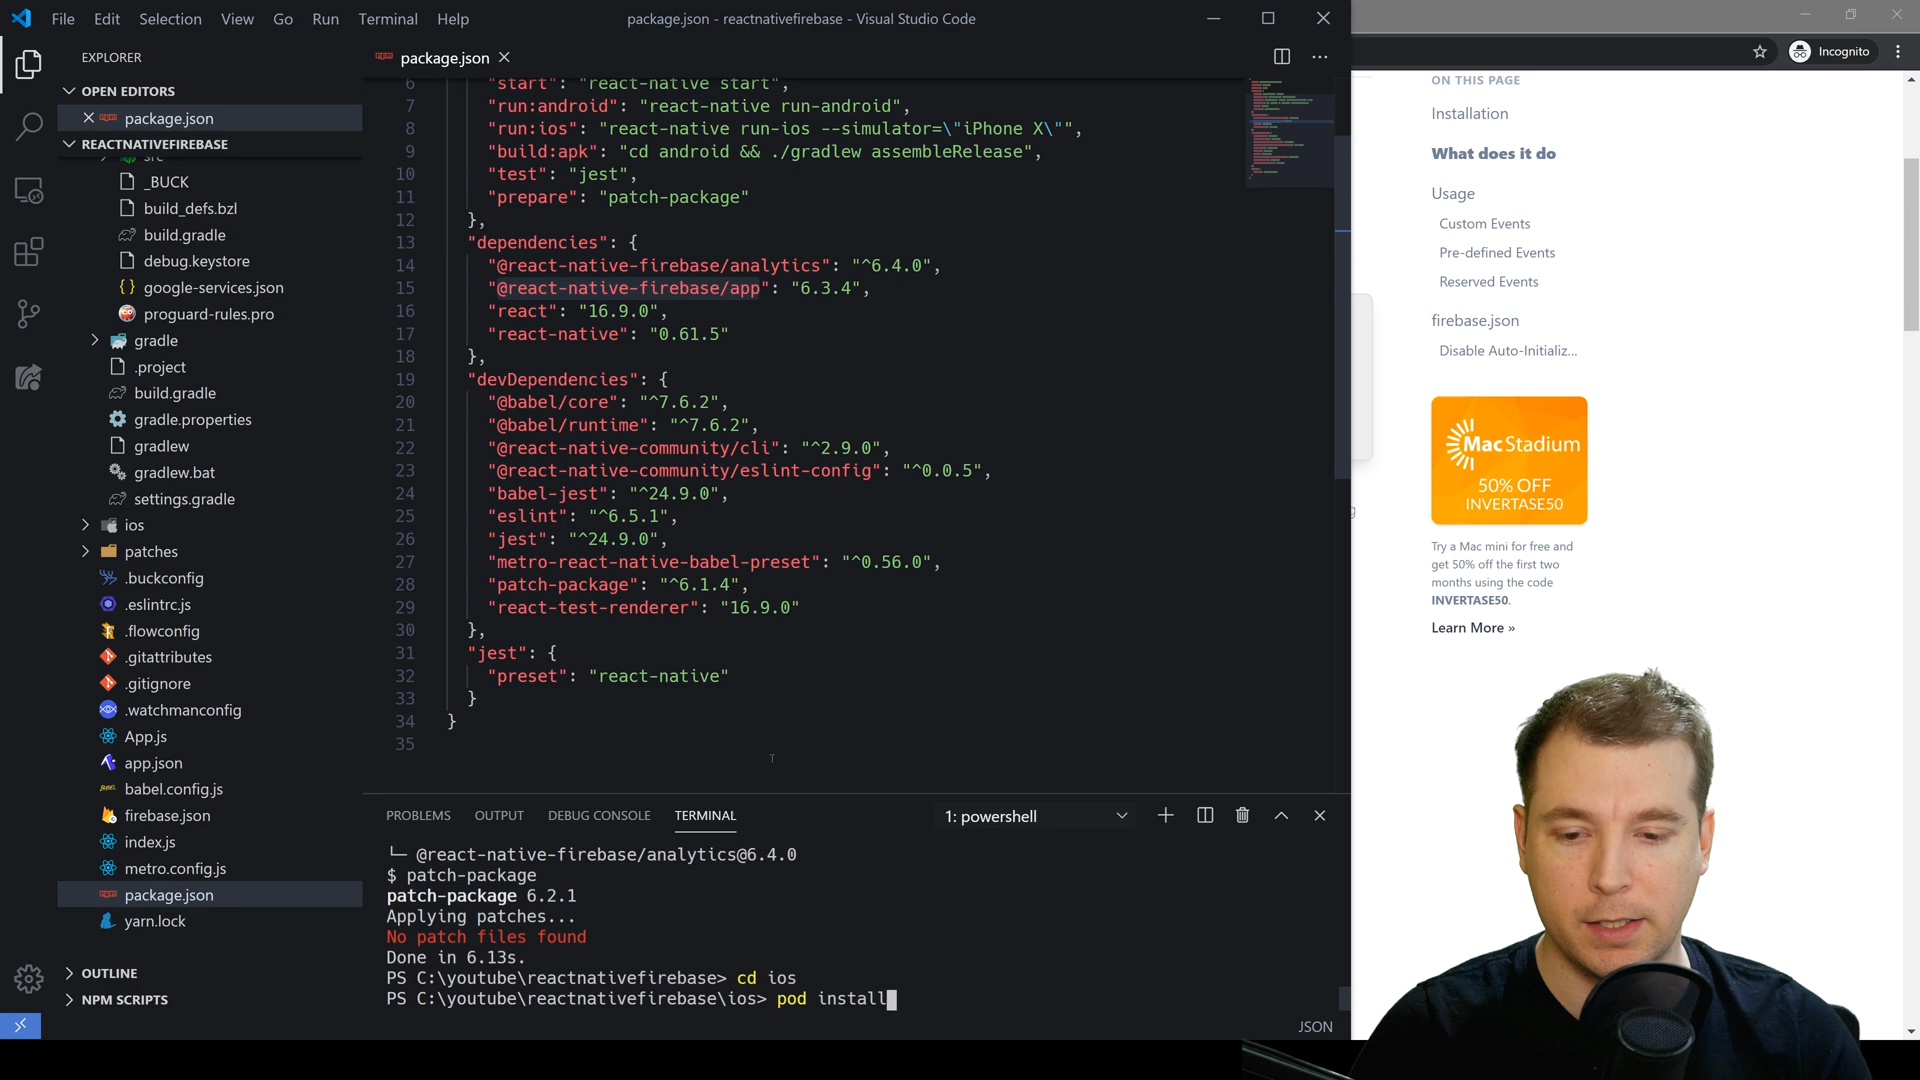 File Edit Selection View Go Run Terminal Help
package.json - reactnativefirebase - Visual Studio Code
EXPLORER
OPEN EDITORS
package.json
REACTNATIVEFIREBASE
src
_BUCK
build_defs.bzl
build.gradle
debug.keystore
google-services.json
proguard-rules.pro
gradle
.project
build.gradle
gradle.properties
gradlew
gradlew.bat
settings.gradle
ios
patches
.buckconfig
.eslintrc.js
.flowconfig
.gitattributes
.gitignore
.watchmanconfig
App.js
app.json
babel.config.js
firebase.json
index.js
metro.config.js
package.json
yarn.lock
OUTLINE
NPM SCRIPTS
package.json
6 "start": "react-native start",
7 "run:android": "react-native run-android",
8 "run:ios": "react-native run-ios --simulator=\"iPhone X\"",
9 "build:apk": "cd android && ./gradlew assembleRelease",
10 "test": "jest",
11 "prepare": "patch-package"
12 },
13 "dependencies": {
14 "@react-native-firebase/analytics": "^6.4.0",
15 "@react-native-firebase/app": "6.3.4",
16 "react": "16.9.0",
17 "react-native": "0.61.5"
18 },
19 "devDependencies": {
20 "@babel/core": "^7.6.2",
21 "@babel/runtime": "^7.6.2",
22 "@react-native-community/cli": "^2.9.0",
23 "@react-native-community/eslint-config": "^0.0.5",
24 "babel-jest": "^24.9.0",
25 "eslint": "^6.5.1",
26 "jest": "^24.9.0",
27 "metro-react-native-babel-preset": "^0.56.0",
28 "patch-package": "^6.1.4",
29 "react-test-renderer": "16.9.0"
30 },
31 "jest": {
32 "preset": "react-native"
33 }
34 }
35
PROBLEMS OUTPUT DEBUG CONSOLE TERMINAL 1: powershell
└─ @react-native-firebase/analytics@6.4.0
$ patch-package
patch-package 6.2.1
Applying patches...
No patch files found
Done in 6.13s.
PS C:\youtube\reactnativefirebase> cd ios
PS C:\youtube\reactnativefirebase\ios> pod install
JSON
Incognito
ON THIS PAGE
Installation
What does it do
Usage
Custom Events
Pre-defined Events
Reserved Events
firebase.json
Disable Auto-Initializ...
MacStadium
50% OFF
INVERTASE50
Try a Mac mini for free and
get 50% off the first two
months using the code
INVERTASE50.
Learn More »